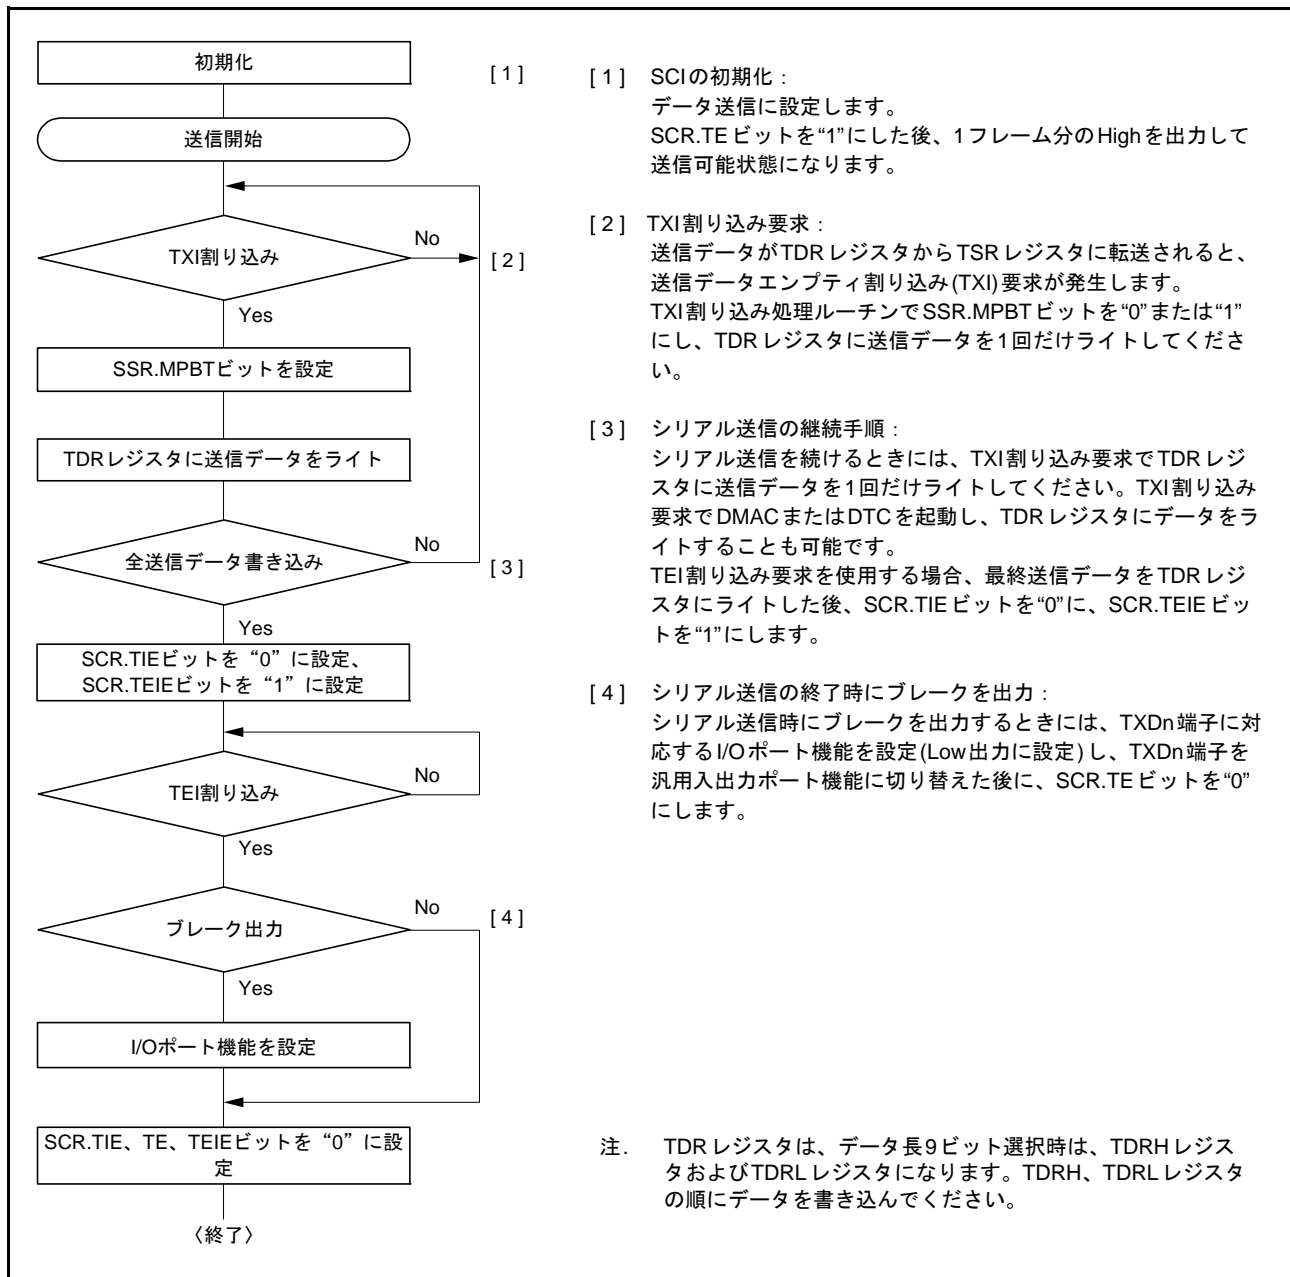 初期化
[ 1 ]
送信開始
TXI割り込み
No
[ 2 ]
Yes
SSR.MPBTビットを設定
TDRレジスタに送信データをライト
全送信データ書き込み
No
[ 3 ]
Yes
SCR.TIEビットを“0”に設定、
SCR.TEIEビットを“1”に設定
TEI割り込み
No
Yes
ブレーク出力
No
[ 4 ]
Yes
I/Oポート機能を設定
SCR.TIE、TE、TEIEビットを“0”に設
定
〈終了〉
[ 1 ] SCIの初期化：
データ送信に設定します。
SCR.TEビットを“1”にした後、1フレーム分のHighを出力して
送信可能状態になります。
[ 2 ] TXI割り込み要求：
送信データがTDRレジスタからTSRレジスタに転送されると、
送信データエンプティ割り込み(TXI)要求が発生します。
TXI割り込み処理ルーチンでSSR.MPBTビットを“0”または“1”
にし、TDRレジスタに送信データを1回だけライトしてくださ
い。
[ 3 ] シリアル送信の継続手順：
シリアル送信を続けるときには、TXI割り込み要求でTDRレジ
スタに送信データを1回だけライトしてください。TXI割り込み
要求でDMACまたはDTCを起動し、TDRレジスタにデータをラ
イトすることも可能です。
TEI割り込み要求を使用する場合、最終送信データをTDRレジ
スタにライトした後、SCR.TIEビットを“0”に、SCR.TEIEビッ
トを“1”にします。
[ 4 ] シリアル送信の終了時にブレークを出力：
シリアル送信時にブレークを出力するときには、TXDn端子に対
応するI/Oポート機能を設定(Low出力に設定)し、TXDn端子を
汎用入出力ポート機能に切り替えた後に、SCR.TEビットを“0”
にします。
注. TDRレジスタは、データ長9ビット選択時は、TDRHレジス
タおよびTDRLレジスタになります。TDRH、TDRLレジスタ
の順にデータを書き込んでください。